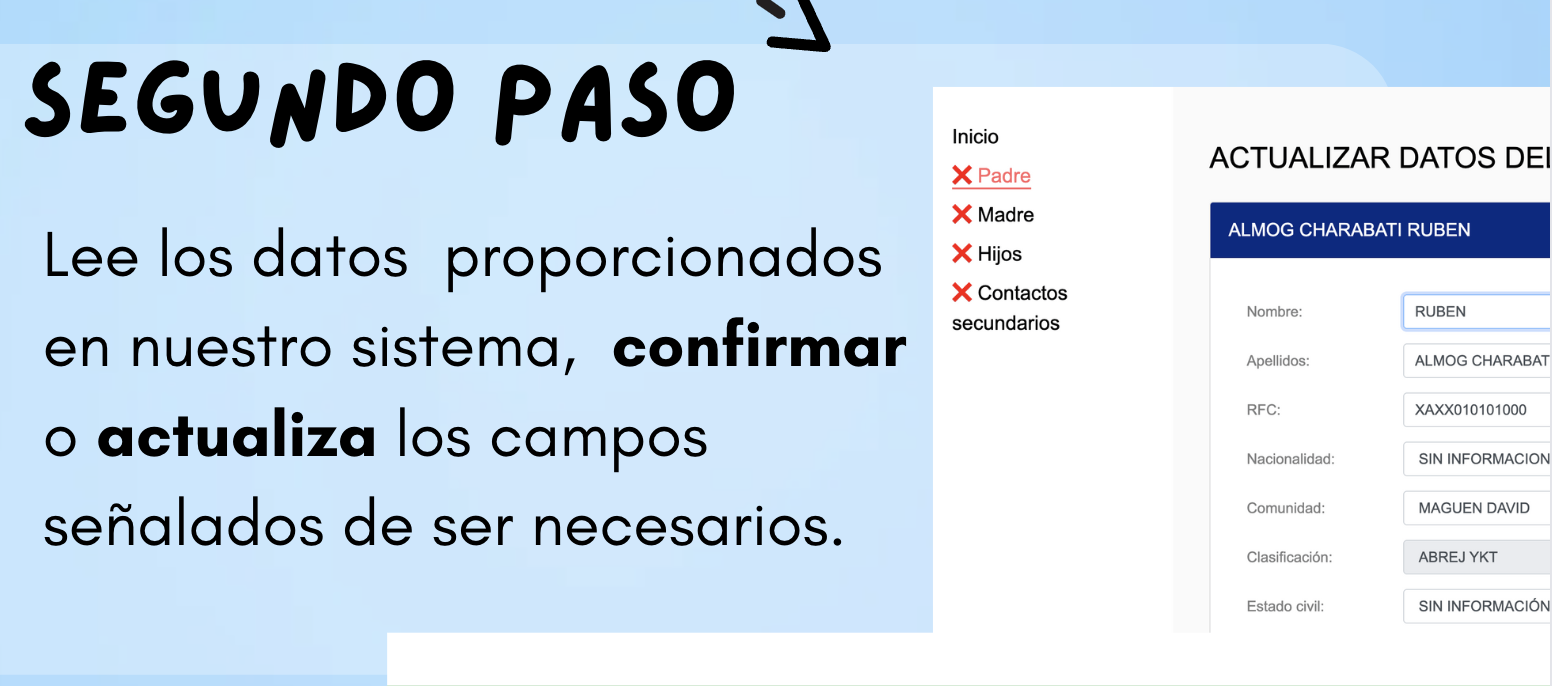 SEGUNDO PASO
Lee los datos proporcionados
en nuestro sistema, confirmar
o actualiza los campos
señalados de ser necesarios.
Inicio
❌ Padre
❌ Madre
❌ Hijos
❌ Contactos
secundarios
ACTUALIZAR DATOS DEL
ALMOG CHARABATI RUBEN
Nombre: RUBEN
Apellidos: ALMOG CHARABAT
RFC: XAXX010101000
Nacionalidad: SIN INFORMACION
Comunidad: MAGUEN DAVID
Clasificación: ABREJ YKT
Estado civil: SIN INFORMACIÓN